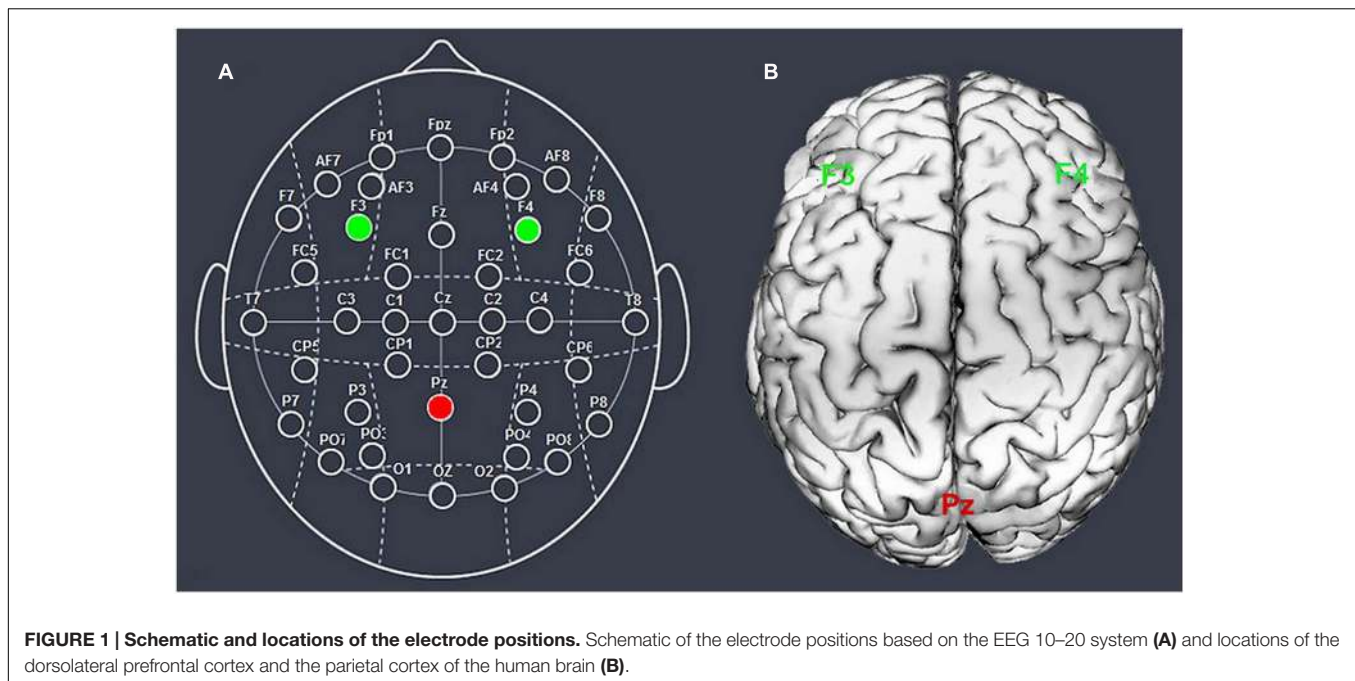 A
B
Fp1 Fpz Fp2
AF7 AF8
AF3 AF4
F7 F3 Fz F4 F8
F3 F4
FC5 FC1 FC2 FC6
T7 C3 C1 Cz C2 C4 T8
CP5 CP1 CP2 CP6
Pz
P7 P3 P4 P8
PO7 PO3 PO4 PO8
O1 OZ O2
Pz
FIGURE 1 | Schematic and locations of the electrode positions. Schematic of the electrode positions based on the EEG 10–20 system (A) and locations of the
dorsolateral prefrontal cortex and the parietal cortex of the human brain (B).